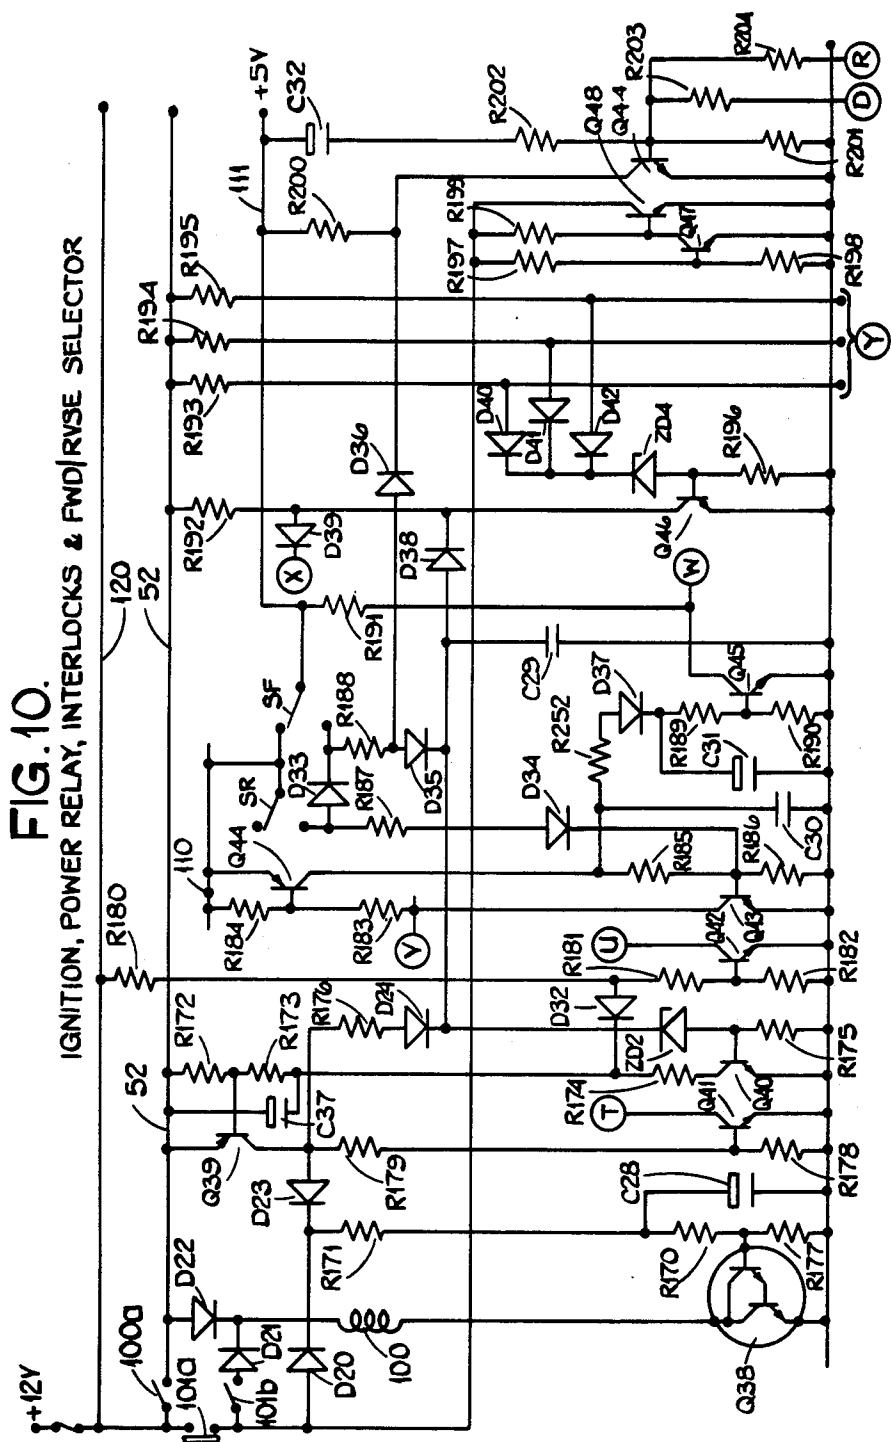 FIG.10.
IGNITION, POWER RELAY, INTERLOCKS & FWD/RVSE SELECTOR
+12V
100a
101a
101b
D22
D21
D20
100
Q38
52
R172
R173
C37
Q39
D23
R179
R171
R176
D24
R180
120
52
C28
R170
R177
R178
T
R174
Q41
Q40
ZD2
R175
D32
R181
U
Q42
Q43
R182
110
R184
R183
V
Q44
SR
SF
D33
R187
R188
D35
D34
R185
R186
C30
R252
D37
R189
C31
R190
Q45
C29
W
R191
D38
D39
X
R192
D36
R193
R194
R195
D40
D41
D42
ZD4
R196
Q46
Y
111
+5V
R200
C32
R202
R199
R197
Q47
R198
Q48
Q44
R203
R204
R201
D
R